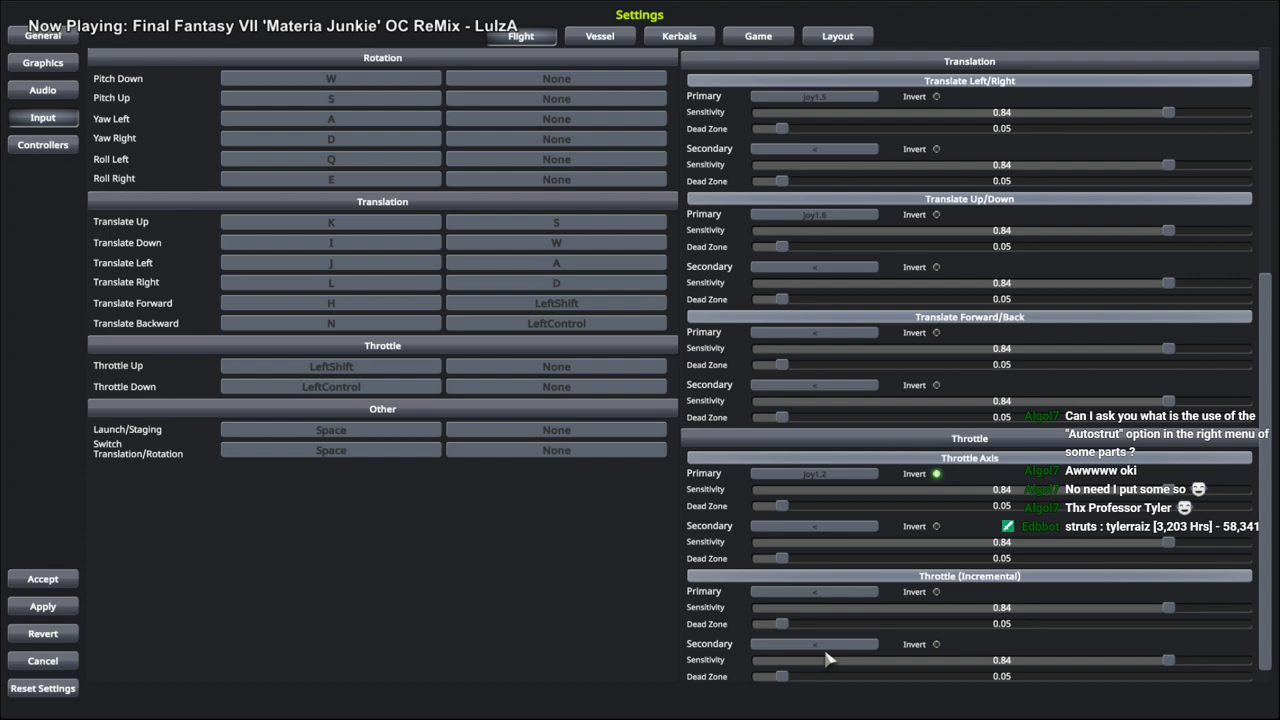 Settings
Now Playing: Final Fantasy VII 'Materia Junkie' OC ReMix - LulzA
General
Flight
Vessel
Kerbals
Game
Layout
Graphics
Audio
Input
Controllers
Rotation
Pitch Down W None
Pitch Up S None
Yaw Left A None
Yaw Right D None
Roll Left Q None
Roll Right E None
Translation
Translate Up K S
Translate Down I W
Translate Left J A
Translate Right L D
Translate Forward H LeftShift
Translate Backward N LeftControl
Throttle
Throttle Up LeftShift None
Throttle Down LeftControl None
Other
Launch/Staging Space None
Switch
Translation/Rotation Space None
Translation
Translate Left/Right
Primary joy1.5 Invert
Sensitivity 0.84
Dead Zone 0.05
Secondary < Invert
Sensitivity 0.84
Dead Zone 0.05
Translate Up/Down
Primary joy1.6 Invert
Sensitivity 0.84
Dead Zone 0.05
Secondary < Invert
Sensitivity 0.84
Dead Zone 0.05
Translate Forward/Back
Primary < Invert
Sensitivity 0.84
Dead Zone 0.05
Secondary < Invert
Sensitivity 0.84
Dead Zone 0.05
Throttle
Throttle Axis
Primary joy1.2 Invert
Sensitivity 0.84
Dead Zone 0.05
Secondary < Invert
Sensitivity 0.84
Dead Zone 0.05
Throttle (Incremental)
Primary < Invert
Sensitivity 0.84
Dead Zone 0.05
Secondary < Invert
Sensitivity 0.84
Dead Zone 0.05
Algol7 Can I ask you what is the use of the
"Autostrut" option in the right menu of
some parts ?
Algol7 Awwwww oki
Algol7 No need I put some so
Algol7 Thx Professor Tyler
Edbbot struts : tylerraiz [3,203 Hrs] - 58,341
Accept
Apply
Revert
Cancel
Reset Settings